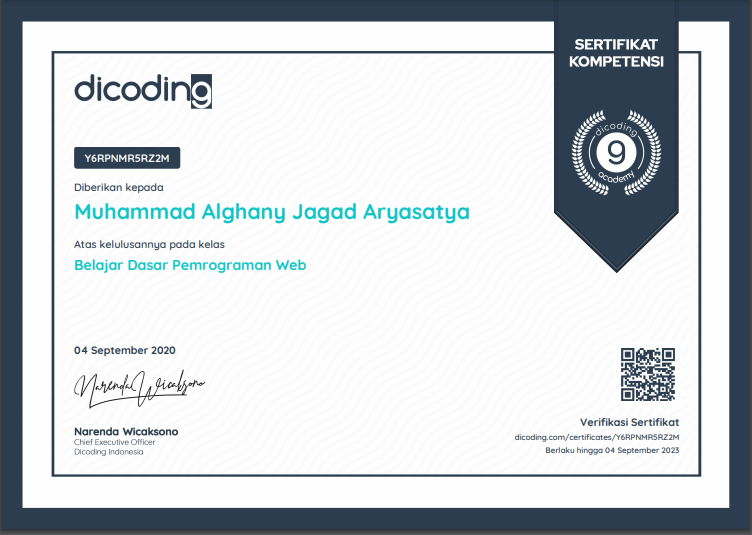 SERTIFIKAT
KOMPETENSI
dicoding
dicoding
academy
Y6RPNMR5RZ2M
Diberikan kepada
Muhammad Alghany Jagad Aryasatya
Atas kelulusannya pada kelas
Belajar Dasar Pemrograman Web
04 September 2020
Narenda Wicaksono
Narenda Wicaksono
Chief Executive Officer
Dicoding Indonesia
Verifikasi Sertifikat
dicoding.com/certificates/Y6RPNMR5RZ2M
Berlaku hingga 04 September 2023